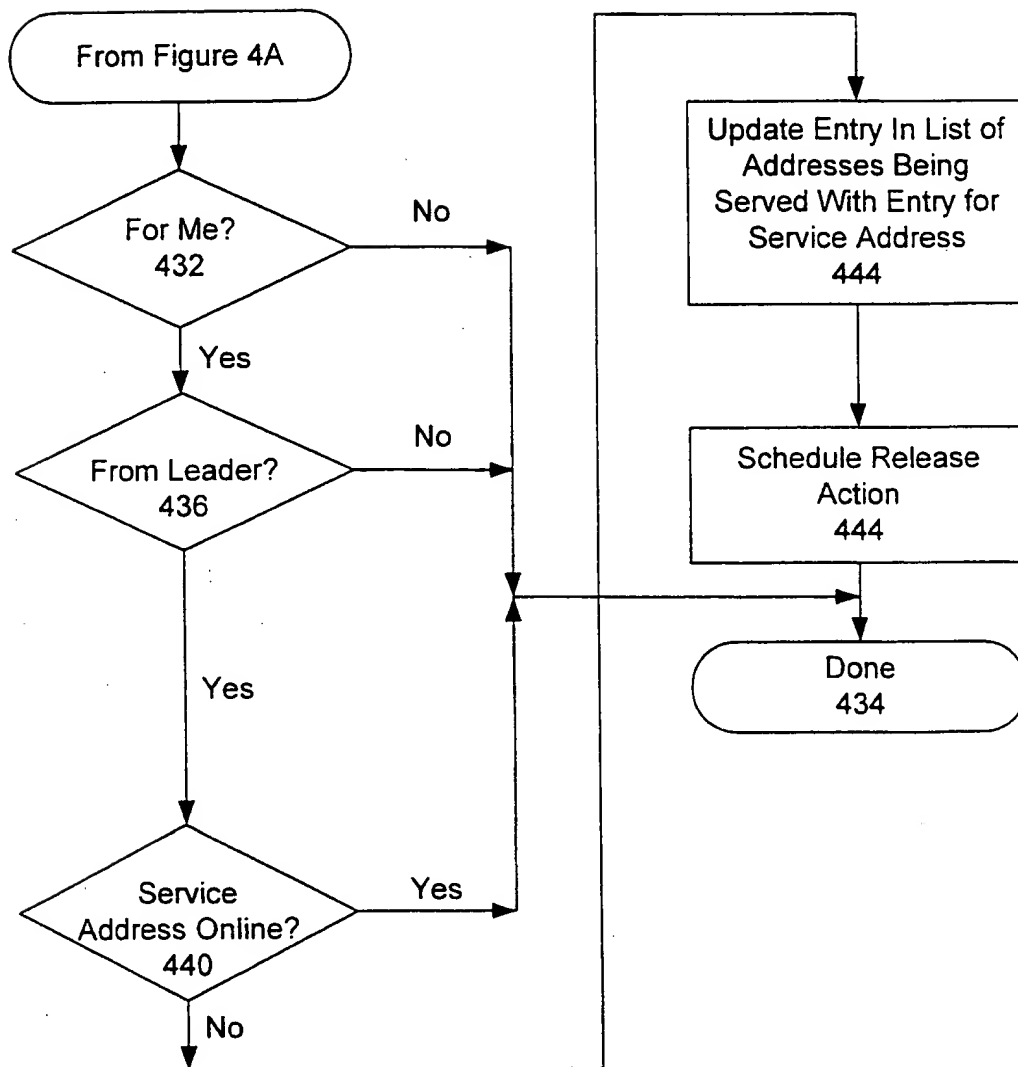 From Figure 4A
For Me?
432
No
Yes
From Leader?
436
No
Yes
Service
Address Online?
440
Yes
No
Update Entry In List of
Addresses Being
Served With Entry for
Service Address
444
Schedule Release
Action
444
Done
434